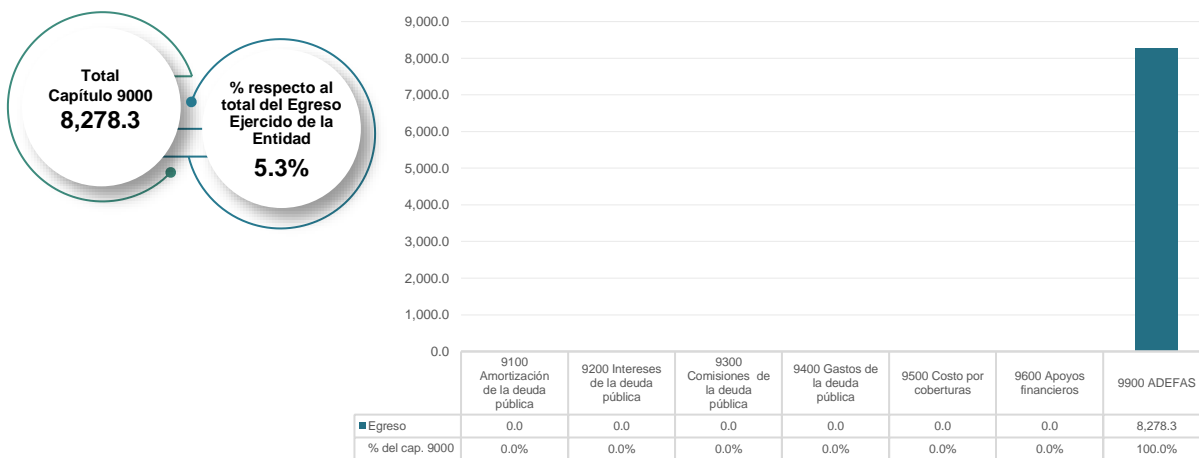 Total
Capítulo 9000
8,278.3
% respecto al
total del Egreso
Ejercido de la
Entidad
5.3%
9,000.0
8,000.0
7,000.0
6,000.0
5,000.0
4,000.0
3,000.0
2,000.0
1,000.0
0.0
9100
Amortización
de la deuda
pública
9200 Intereses
de la deuda
pública
9300
Comisiones de
la deuda
pública
9400 Gastos de
la deuda
pública
9500 Costo por
coberturas
9600 Apoyos
financieros
9900 ADEFAS
Egreso 0.0 0.0 0.0 0.0 0.0 0.0 8,278.3
% del cap. 9000 0.0% 0.0% 0.0% 0.0% 0.0% 0.0% 100.0%